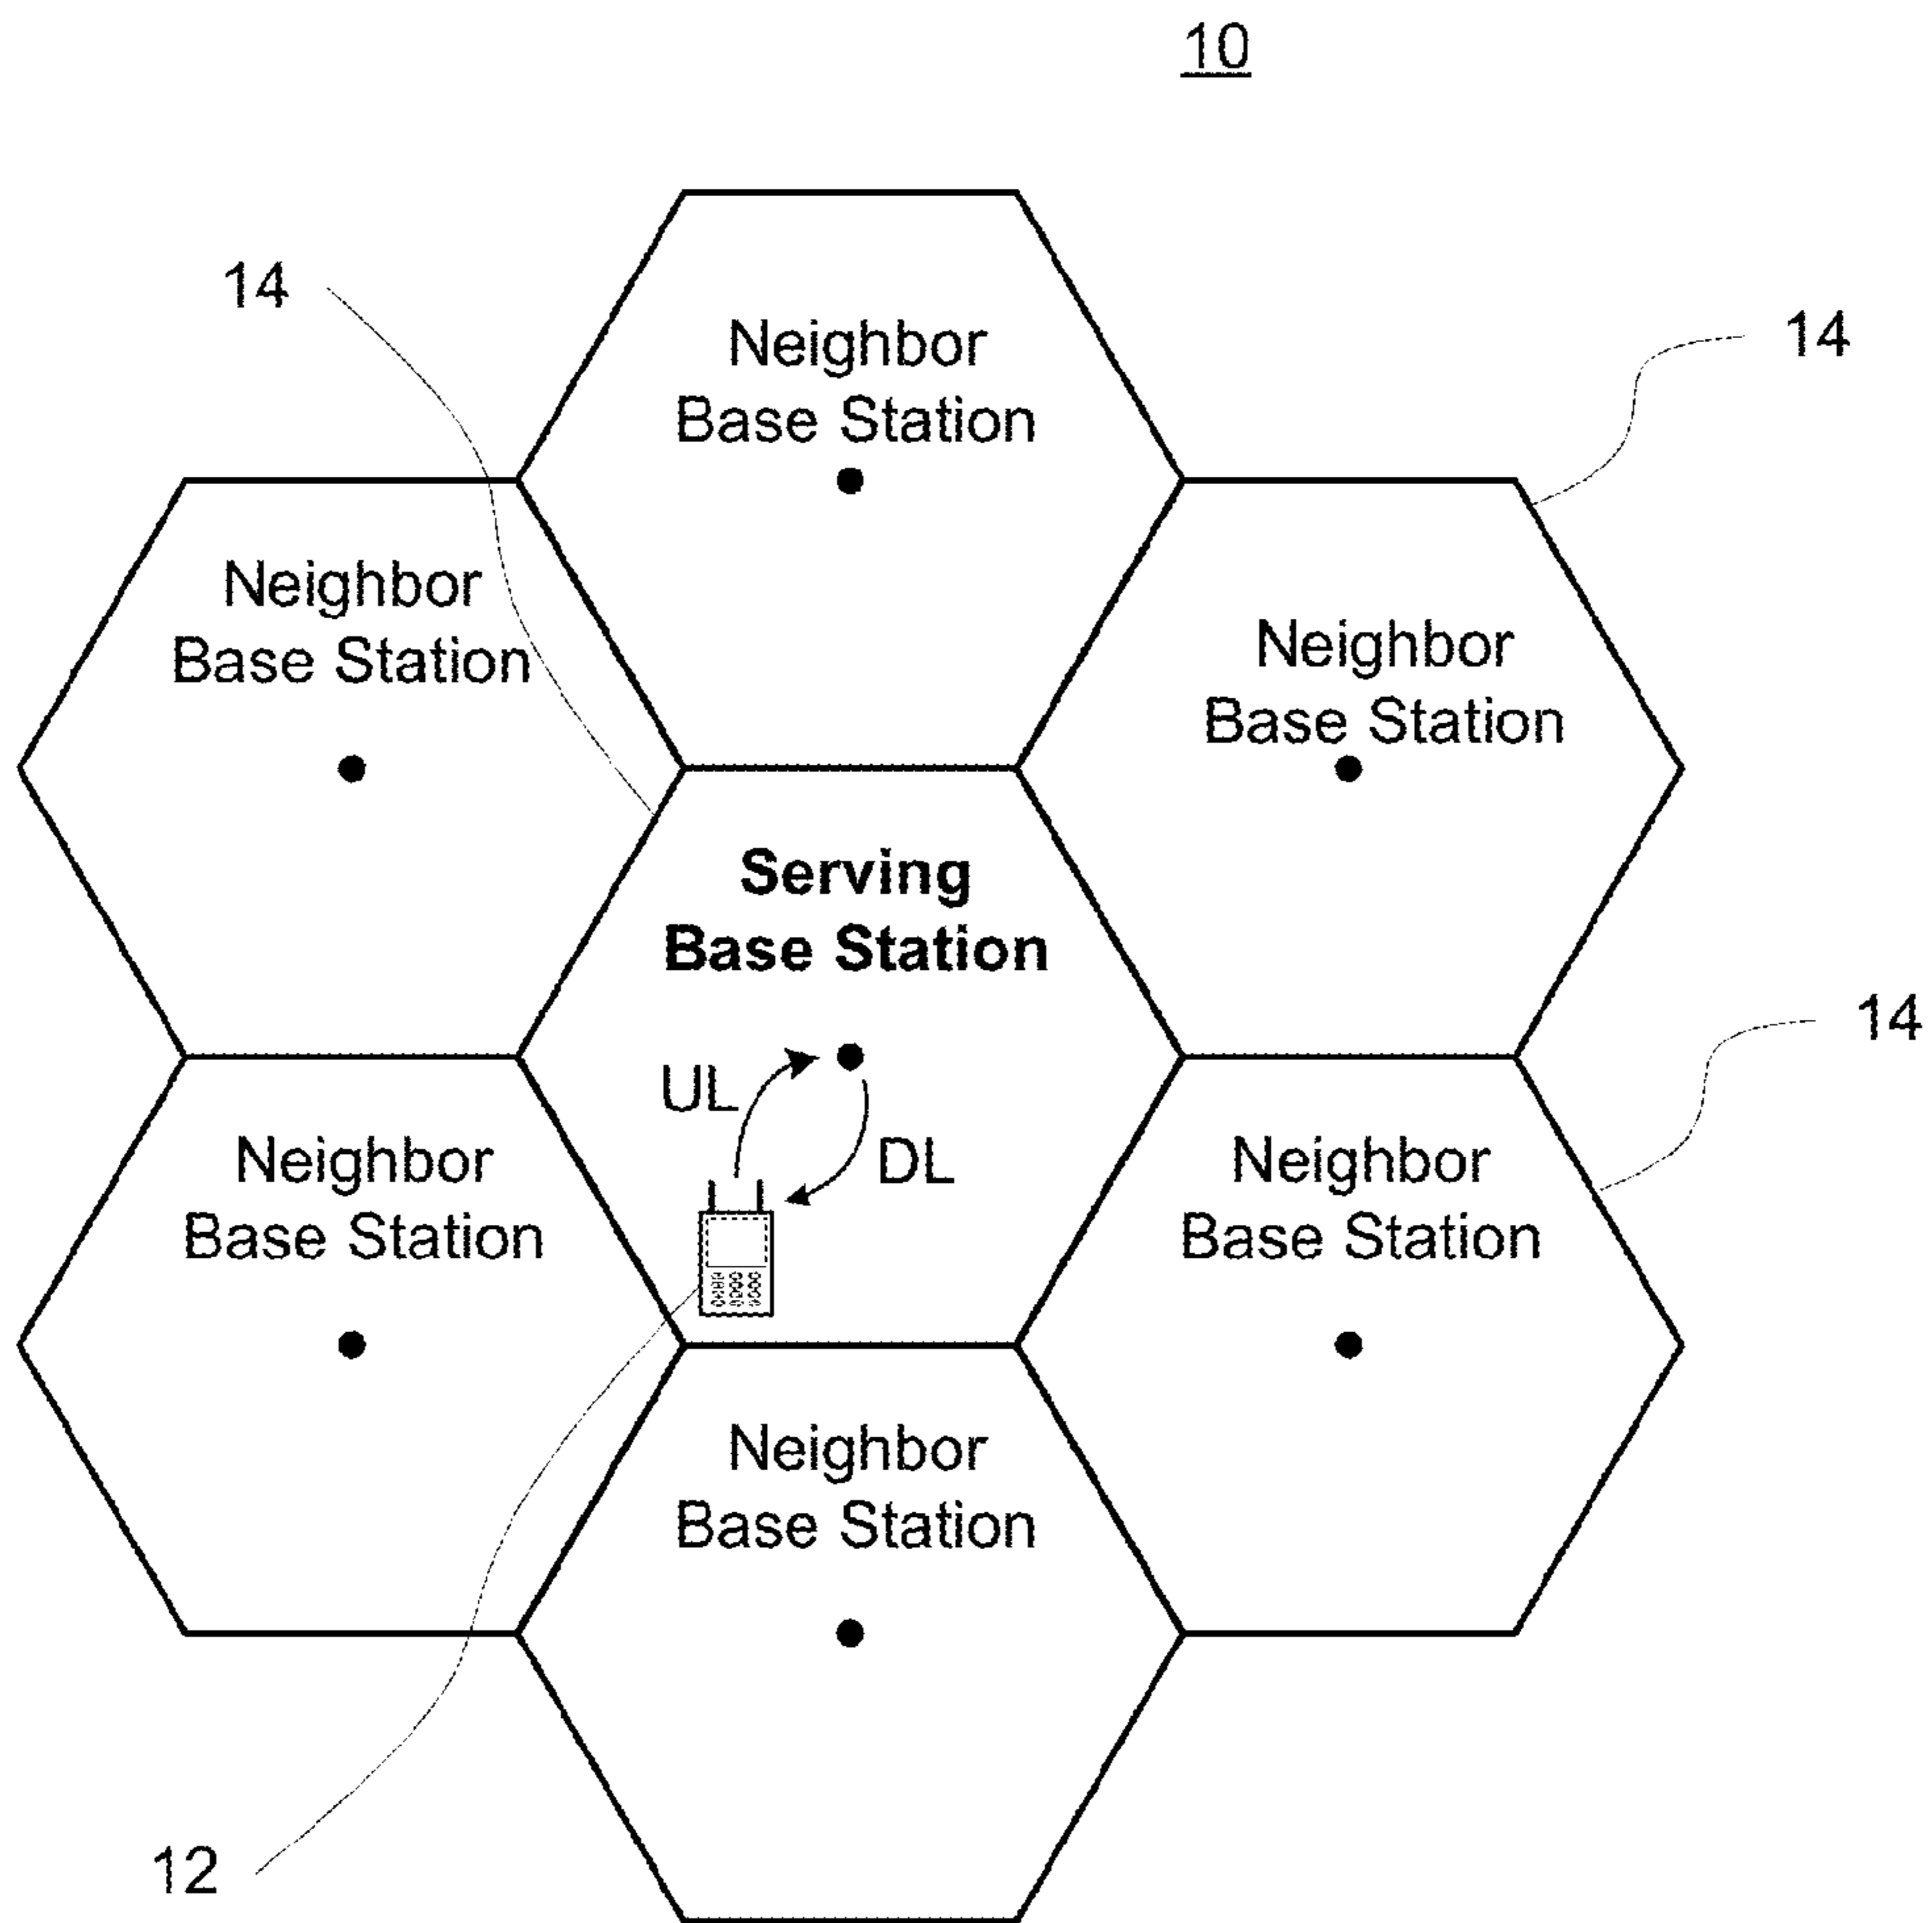 10
14
Neighbor
Base Station
14
Neighbor
Base Station
Neighbor
Base Station
Serving
Base Station
14
UL
DL
Neighbor
Base Station
Neighbor
Base Station
Neighbor
Base Station
12